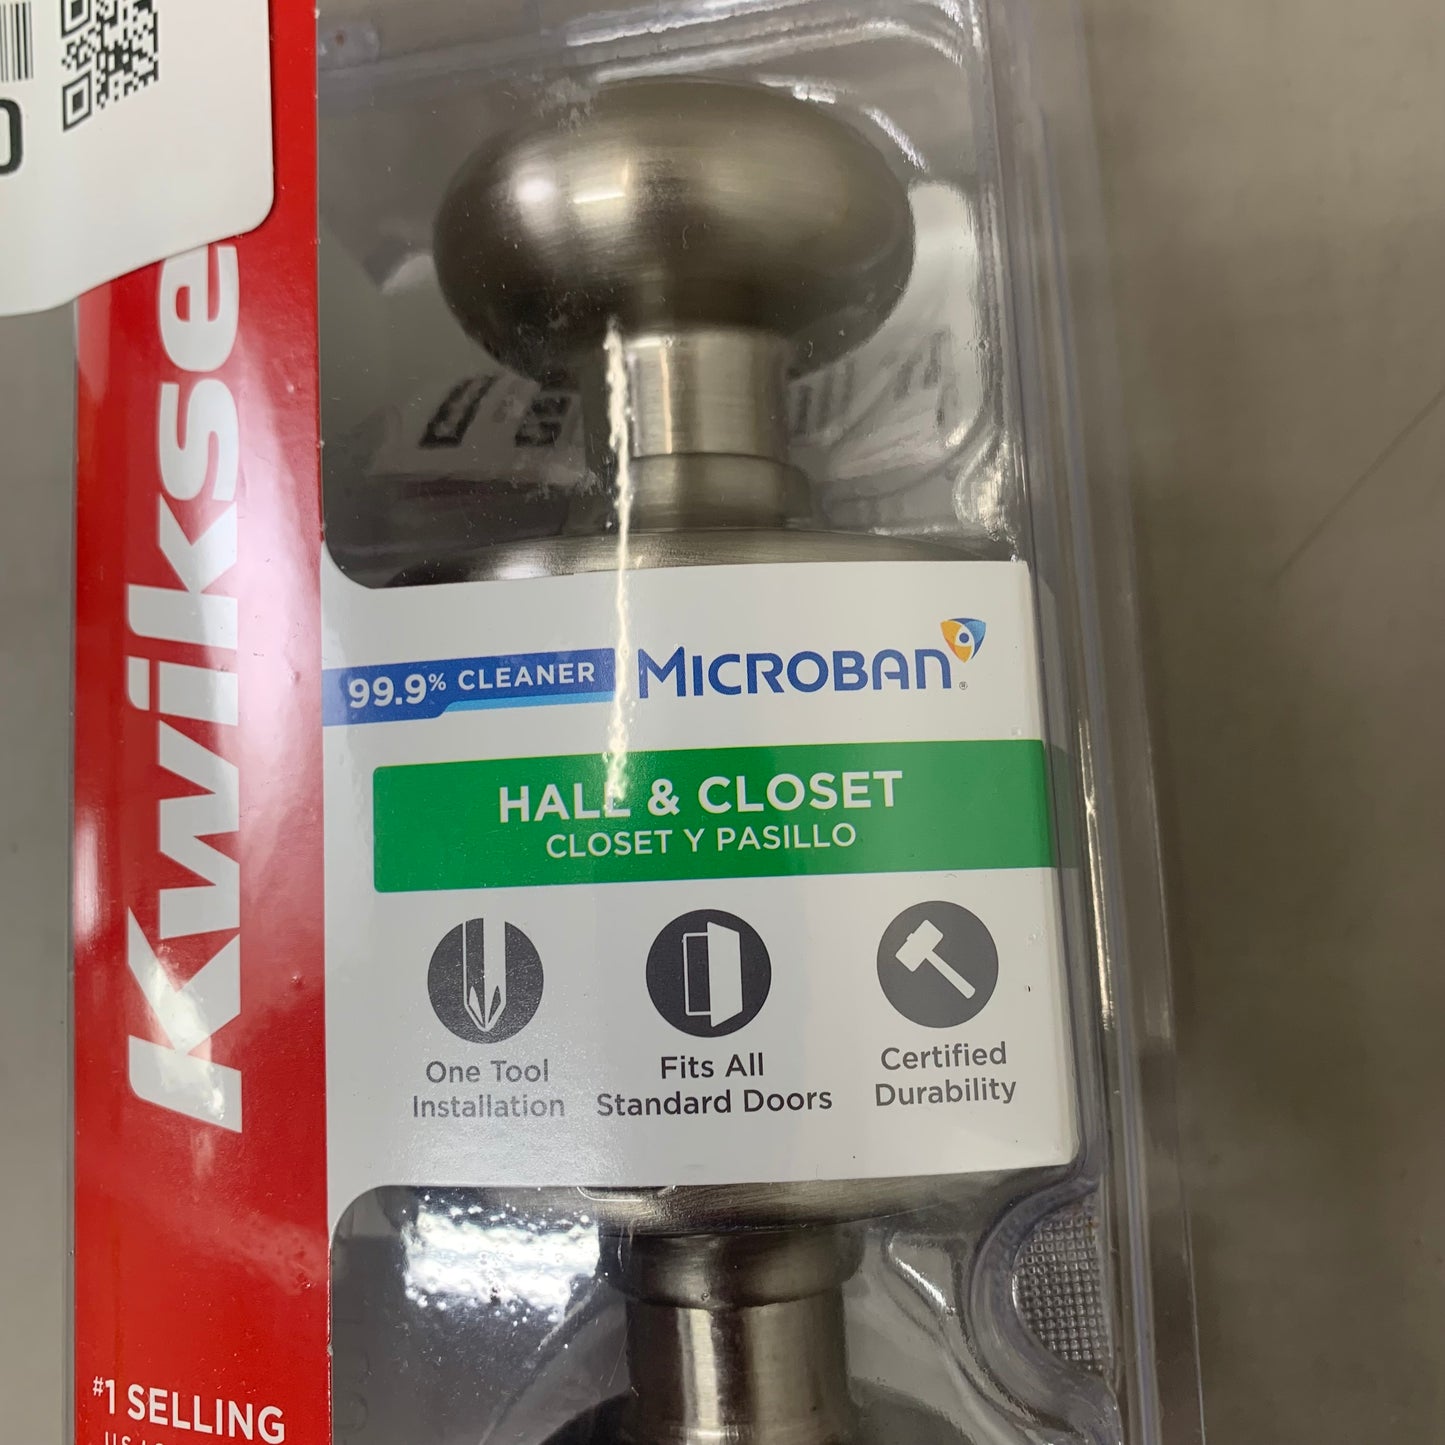 Kwikse
99.9% CLEANER
MICROBAN®
HALL & CLOSET
CLOSET Y PASILLO
One Tool
Installation
Fits All
Standard Doors
Certified
Durability
#1 SELLING